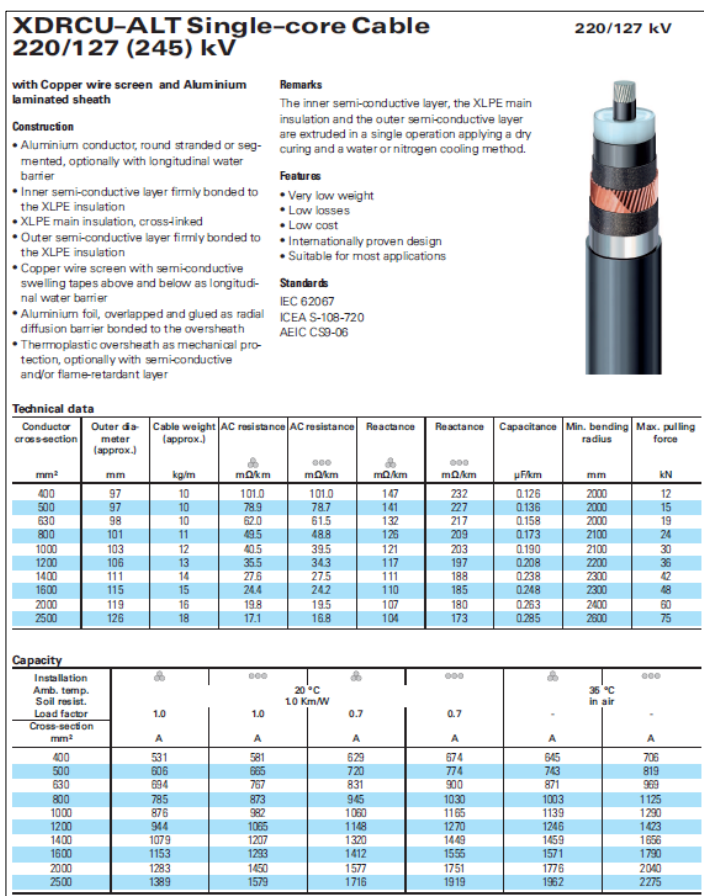 XDRCU-ALT Single-core Cable
220/127 (245) kV
220/127 kV
with Copper wire screen and Aluminium
laminated sheath
Construction
• Aluminium conductor, round stranded or seg-
mented, optionally with longitudinal water
barrier
• Inner semi-conductive layer firmly bonded to
the XLPE insulation
• XLPE main insulation, cross-linked
• Outer semi-conductive layer firmly bonded to
the XLPE insulation
• Copper wire screen with semi-conductive
swelling tapes above and below as longitudi-
nal water barrier
• Aluminium foil, overlapped and glued as radial
diffusion barrier bonded to the oversheath
• Thermoplastic oversheath as mechanical pro-
tection, optionally with semi-conductive
and/or flame-retardant layer
Remarks
The inner semi-conductive layer, the XLPE main
insulation and the outer semi-conductive layer
are extruded in a single operation applying a dry
curing and a water or nitrogen cooling method.
Features
• Very low weight
• Low losses
• Low cost
• Internationally proven design
• Suitable for most applications
Standards
IEC 62067
ICEA S-108-720
AEIC CS9-06
Technical data
Conductor Outer dia- Cable weight AC resistance AC resistance Reactance Reactance Capacitance Min. bending Max. pulling
cross-section meter (approx.) radius force
(approx.)
mm² mm kg/m mΩ/km mΩ/km mΩ/km mΩ/km µF/km mm kN
400 97 10 101.0 101.0 147 232 0.126 2000 12
500 97 10 78.9 78.7 141 227 0.136 2000 15
630 98 10 62.0 61.5 132 217 0.158 2000 19
800 101 11 49.5 48.8 126 209 0.173 2100 24
1000 103 12 40.5 39.5 121 203 0.190 2100 30
1200 106 13 35.5 34.3 117 197 0.208 2200 36
1400 111 14 27.6 27.5 111 188 0.238 2300 42
1600 115 15 24.4 24.2 110 185 0.248 2300 48
2000 119 16 19.8 19.5 107 180 0.263 2400 60
2500 126 18 17.1 16.8 104 173 0.285 2600 75
Capacity
Installation
Amb. temp. 20 °C 35 °C
Soil resist. 1.0 Km/W in air
Load factor 1.0 1.0 0.7 0.7 - -
Cross-section
mm² A A A A A A
400 531 581 629 674 645 706
500 606 665 720 774 743 819
630 694 767 831 900 871 969
800 785 873 945 1030 1003 1125
1000 876 982 1060 1165 1139 1290
1200 944 1065 1148 1270 1246 1423
1400 1079 1207 1320 1449 1459 1656
1600 1153 1293 1412 1555 1571 1790
2000 1283 1450 1577 1751 1776 2040
2500 1389 1579 1716 1919 1962 2275